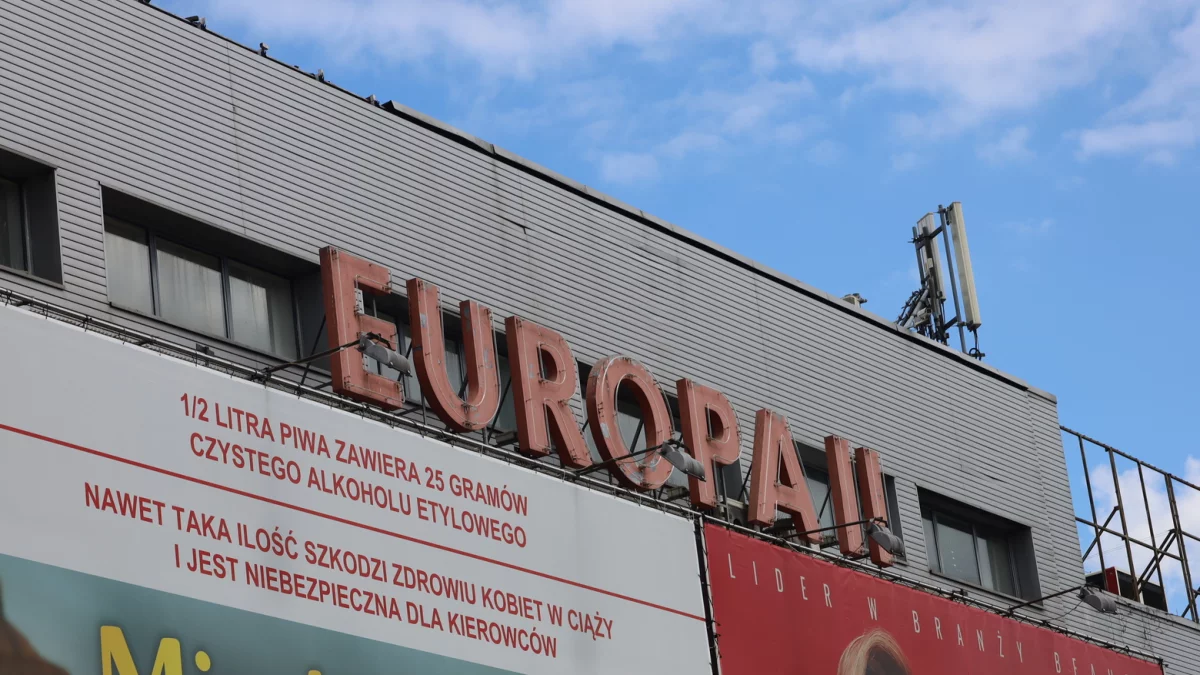 EUROPA II
1/2 LITRA PIWA ZAWIERA 25 GRAMÓW
CZYSTEGO ALKOHOLU ETYLOWEGO
NAWET TAKA ILOŚĆ SZKODZI ZDROWIU KOBIET W CIĄŻY
I JEST NIEBEZPIECZNA DLA KIEROWCÓW
LIDER W BRANŻY